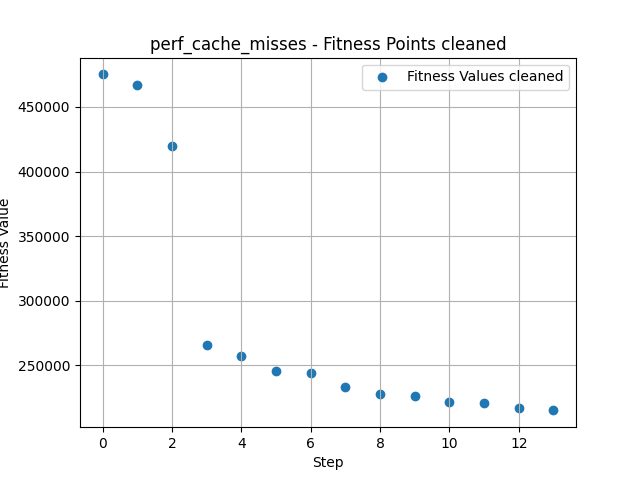 perf_cache_misses - Fitness Points cleaned
Fitness Values cleaned
450000
400000
350000
300000
250000
Fitness Value
0 2 4 6 8 10 12
Step